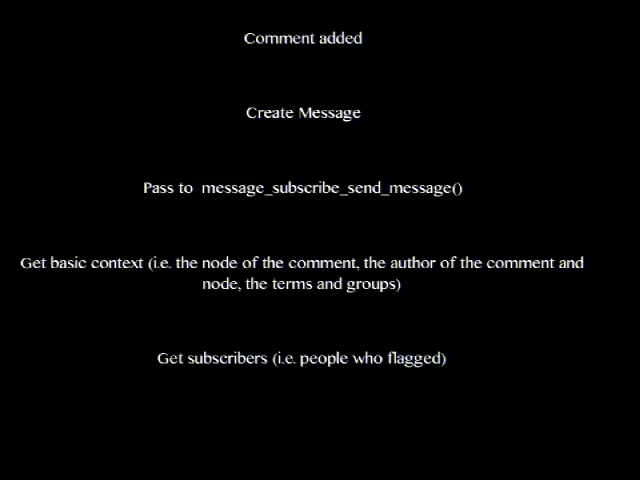 Comment added
Create Message
Pass to message_subscribe_send_message()
Get basic context (i.e. the node of the comment, the author of the comment and
node, the terms and groups)
Get subscribers (i.e. people who flagged)